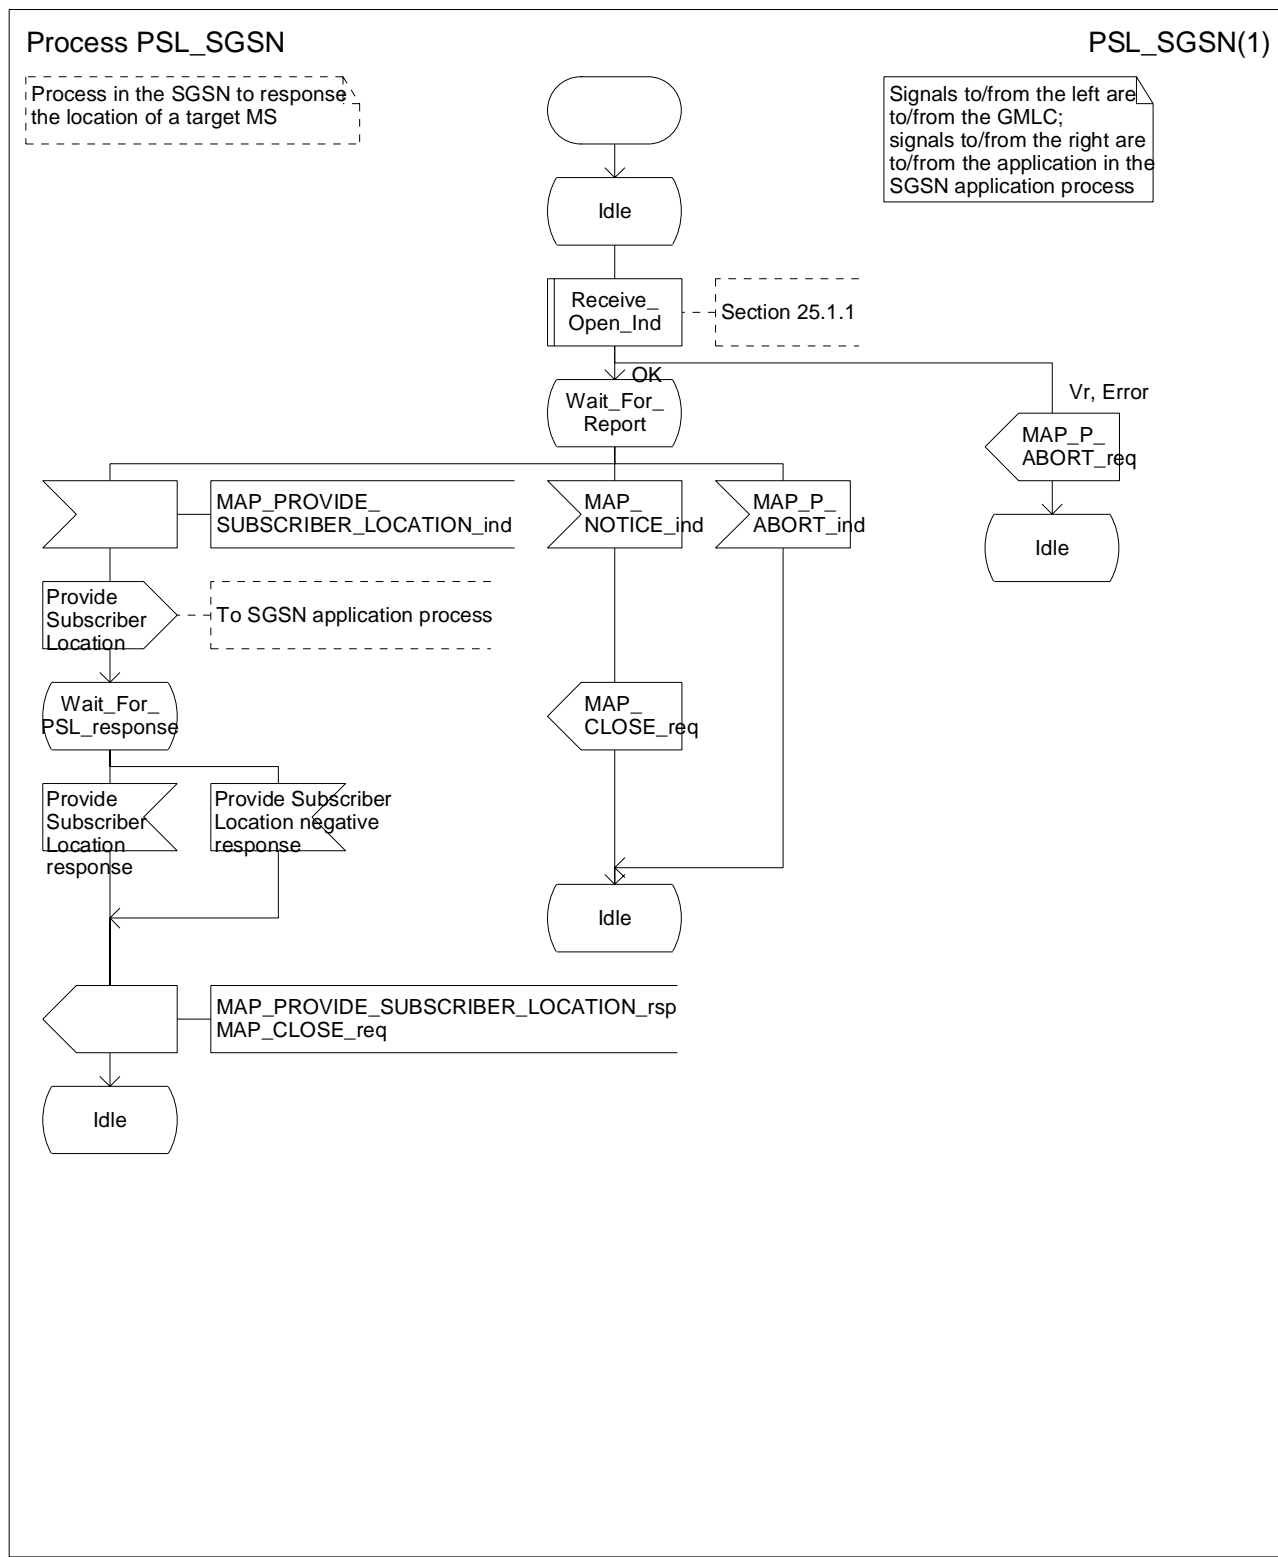 Process PSL_SGSN
PSL_SGSN(1)
Process in the SGSN to response
the location of a target MS
Signals to/from the left are
to/from the GMLC;
signals to/from the right are
to/from the application in the
SGSN application process
Idle
Receive_
Open_Ind
Section 25.1.1
OK
Vr, Error
Wait_For_
Report
MAP_P_
ABORT_req
Idle
MAP_PROVIDE_
SUBSCRIBER_LOCATION_ind
MAP_
NOTICE_ind
MAP_P_
ABORT_ind
Provide
Subscriber
Location
To SGSN application process
Wait_For_
PSL_response
MAP_
CLOSE_req
Provide
Subscriber
Location
response
Provide Subscriber
Location negative
response
Idle
MAP_PROVIDE_SUBSCRIBER_LOCATION_rsp
MAP_CLOSE_req
Idle